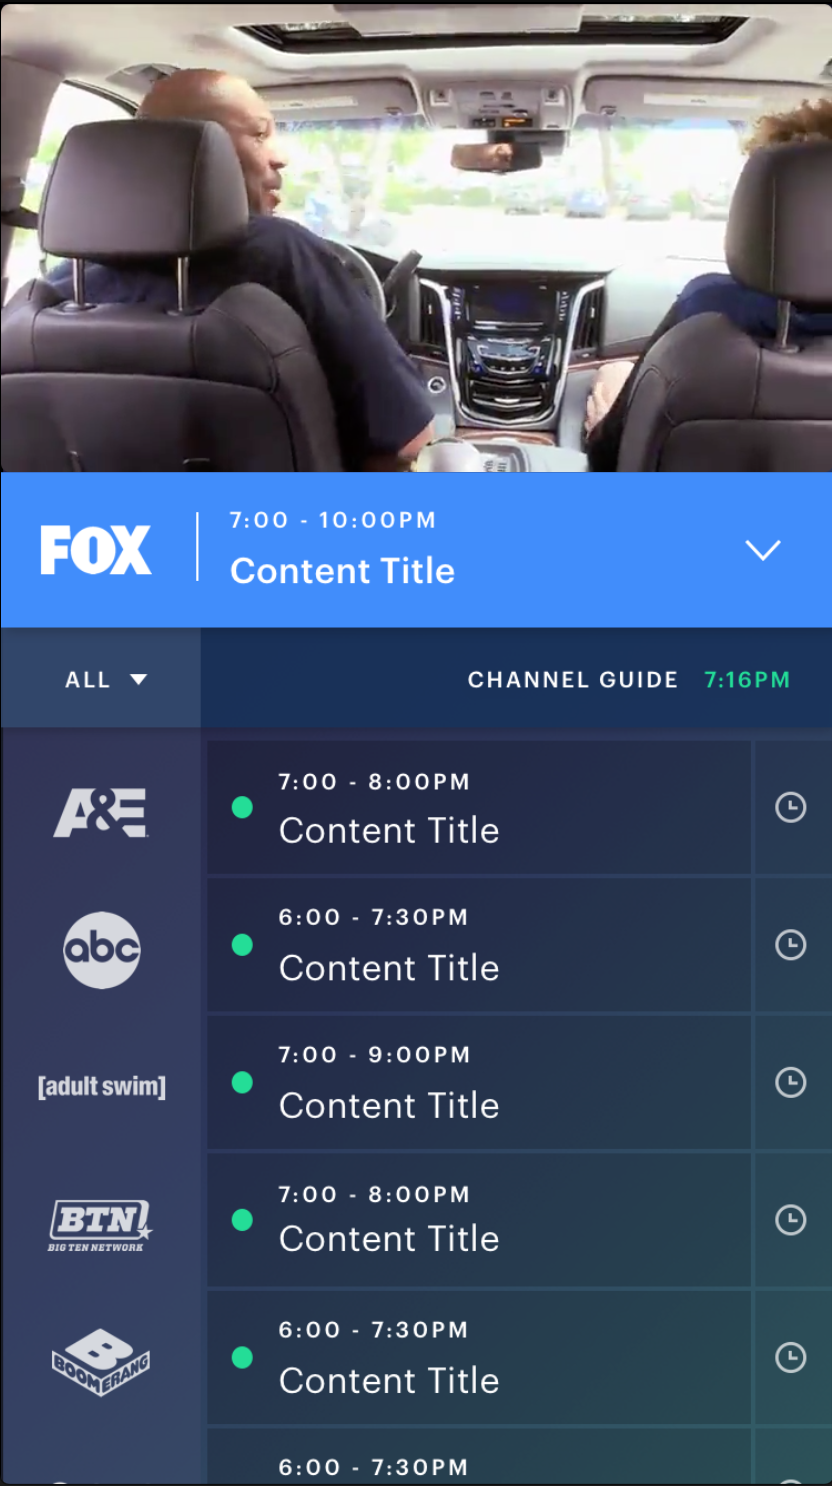 7:00 - 10:00PM
FOX
Content Title
ALL
CHANNEL GUIDE 7:16PM
7:00 - 8:00PM
A&E
Content Title
6:00 - 7:30PM
abc
Content Title
7:00 - 9:00PM
[adult swim]
Content Title
7:00 - 8:00PM
BTN
BIG TEN NETWORK
Content Title
6:00 - 7:30PM
B
BOOMERANG
Content Title
6:00 - 7:30PM